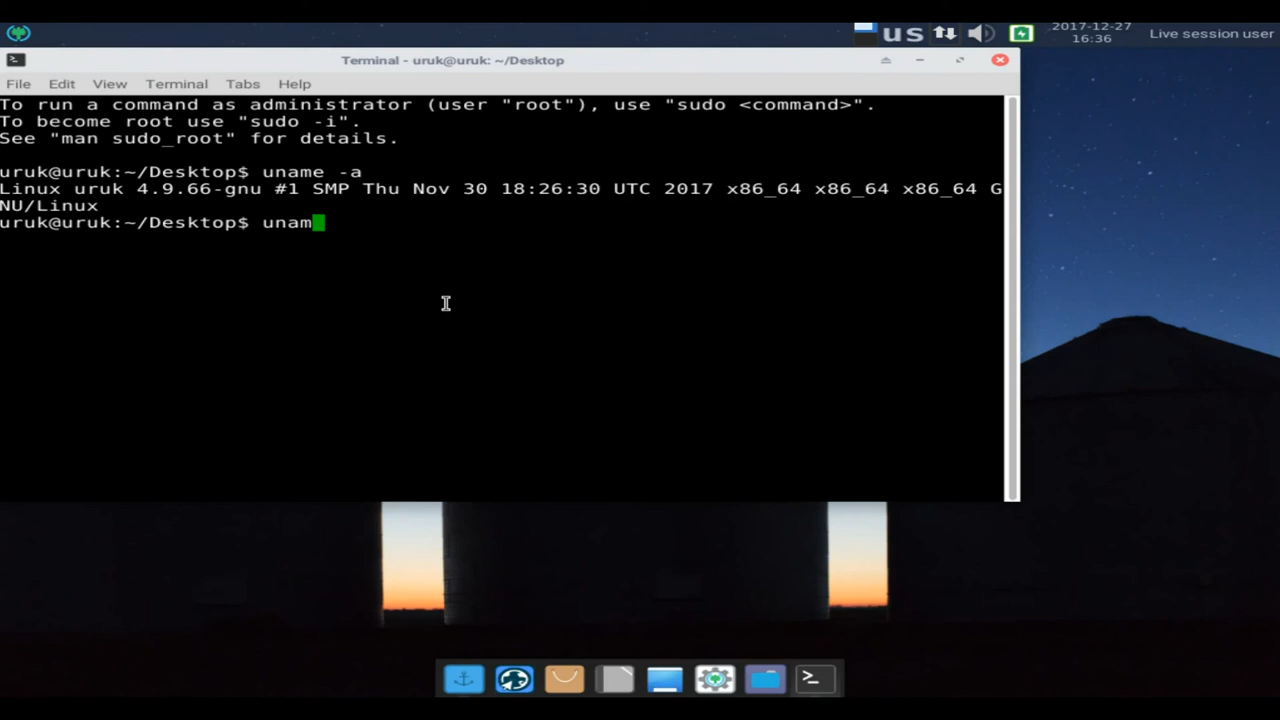 us
2017-12-27
16:36
Live session user
Terminal - uruk@uruk: ~/Desktop
File Edit View Terminal Tabs Help
To run a command as administrator (user "root"), use "sudo <command>".
To become root use "sudo -i".
See "man sudo_root" for details.
uruk@uruk:~/Desktop$ uname -a
Linux uruk 4.9.66-gnu #1 SMP Thu Nov 30 18:26:30 UTC 2017 x86_64 x86_64 x86_64 G
NU/Linux
uruk@uruk:~/Desktop$ unam